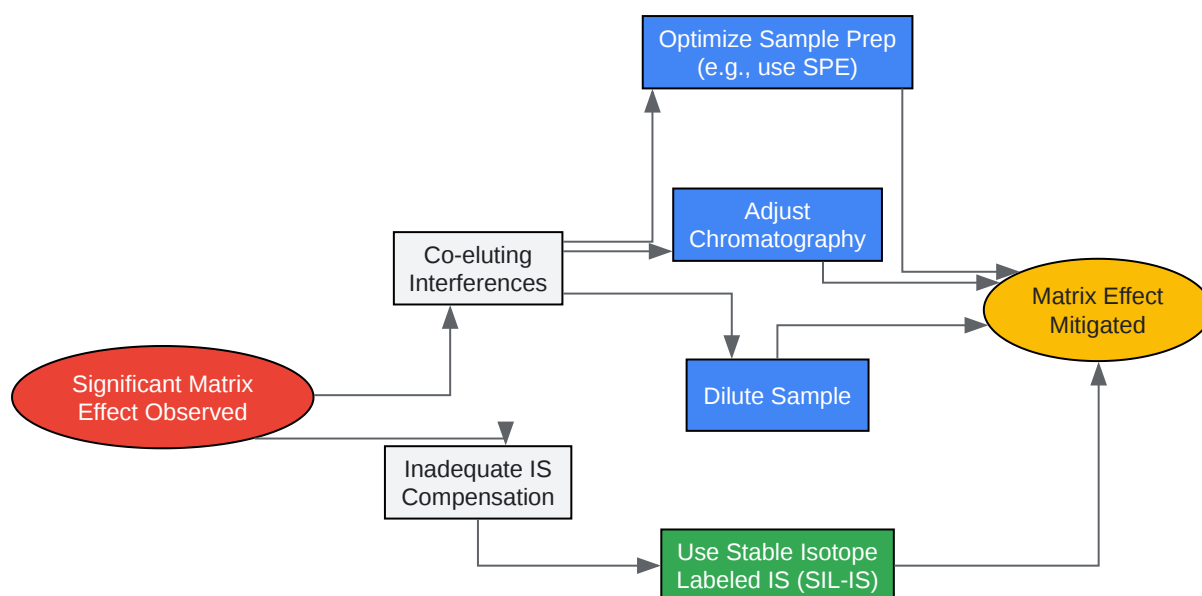 Optimize Sample Prep
(e.g., use SPE)
Adjust
Chromatography
Co-eluting
Interferences
Matrix Effect
Mitigated
Significant Matrix
Effect Observed
Dilute Sample
Inadequate IS
Compensation
Use Stable Isotope
Labeled IS (SIL-IS)